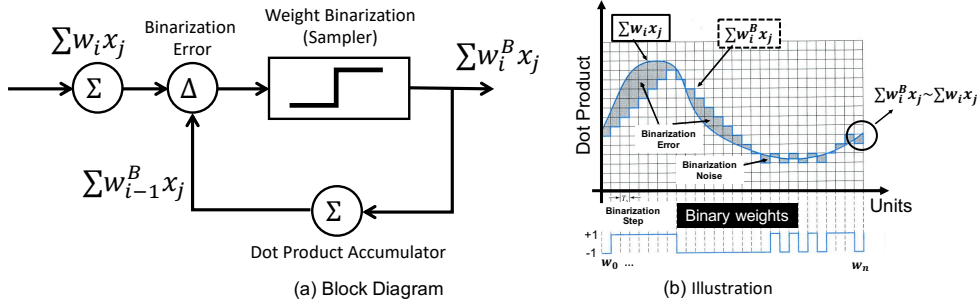 Binarization
Error
Weight Binarization
(Sampler)
∑w_i x_j
Σ
Δ
∑w_i^B x_j
∑w_{i-1}^B x_j
Σ
Dot Product Accumulator
(a) Block Diagram
∑w_i x_j
∑w_i^B x_j
Dot Product
∑w_i^B x_j~∑w_i x_j
Binarization
Error
Binarization
Noise
Units
Binarization
Step
Binary weights
+1
-1
w_0 ...
w_n
(b) Illustration